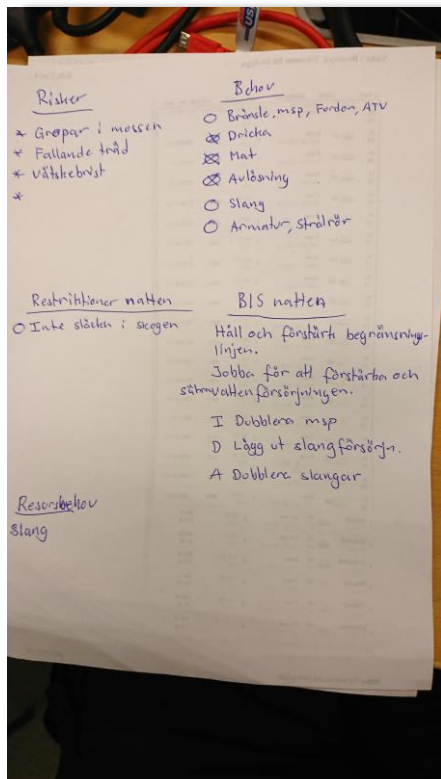 Risker
* Gropar i mossen
* Fallande träd
* Vätskebrist
*
Behov
○ Bränsle, msp, Fordon, ATV
⊗ Dricka
⊗ Mat
⊗ Avlösning
○ Slang
○ Armatur, Strålrör
Restriktioner natten
○ Inte släcka i skogen
BIS natten
Håll och förstärk begränsnings-
linjen.
Jobba för att förstärka och
säkra vattenförsörjningen.
I Dubblera msp
D Lägg ut slangförsörjn.
A Dubblera slangar
Resursbehov
Slang